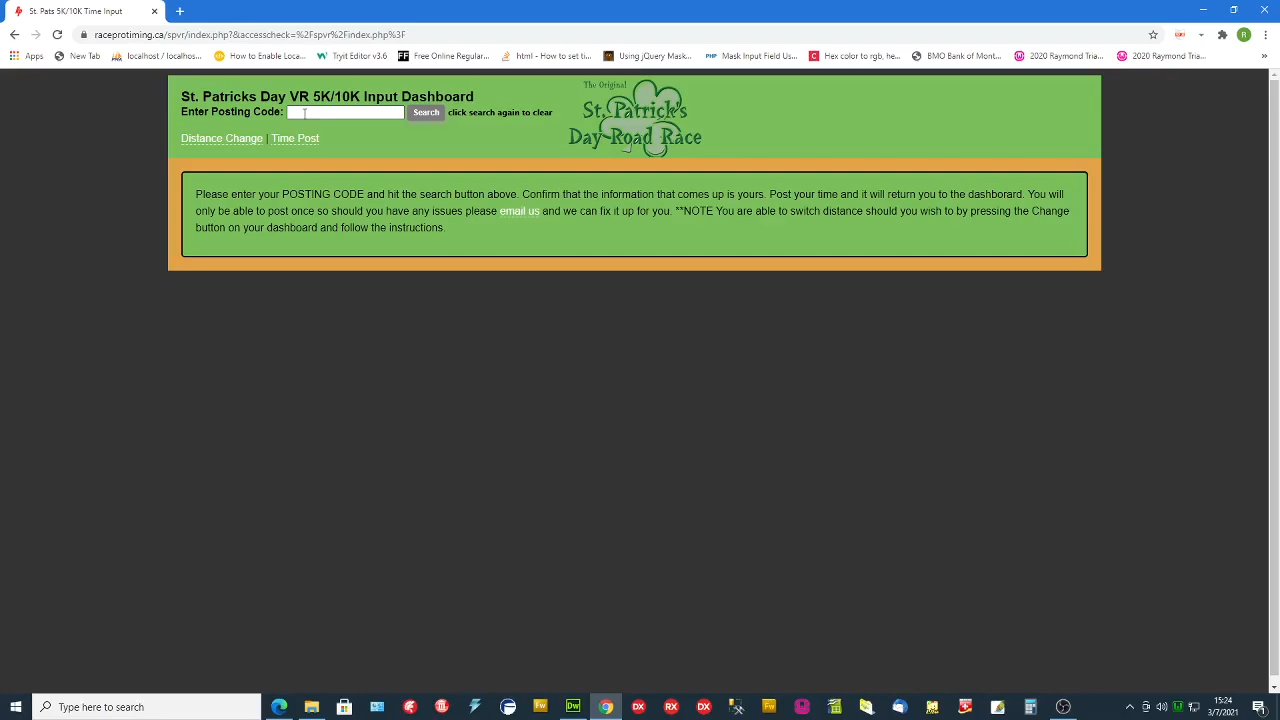 St. Pats 5K/10K Time Input
raceprotiming.ca/spvr/index.php?&accesscheck=%2Fspvr%2Findex.php%3F
R
Apps
New Tab
localhost / localhos...
How to Enable Loca...
Tryit Editor v3.6
Free Online Regular...
html - How to set ti...
Using jQuery Mask...
Mask Input Field Us...
Hex color to rgb, he...
BMO Bank of Mont...
2020 Raymond Tria...
2020 Raymond Tria...
St. Patricks Day VR 5K/10K Input Dashboard
Enter Posting Code:
Search
click search again to clear
Distance Change | Time Post
The Original
St. Patrick's
Day Road Race
Please enter your POSTING CODE and hit the search button above. Confirm that the information that comes up is yours. Post your time and it will return you to the dashborard. You will
only be able to post once so should you have any issues please email us and we can fix it up for you. **NOTE You are able to switch distance should you wish to by pressing the Change
button on your dashboard and follow the instructions.
Type here to search
Fw
Dw
DX
RX
DX
Fw
15:24
3/7/2021